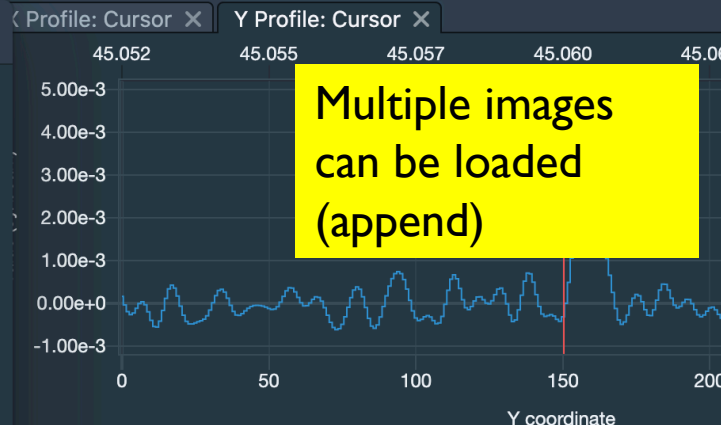 Profile: Cursor ×
Y Profile: Cursor ×
45.052 45.055 45.057 45.060
5.00e-3
4.00e-3
3.00e-3
2.00e-3
1.00e-3
0.00e+0
-1.00e-3
Multiple images
can be loaded
(append)
0 50 100 150 200
Y coordinate